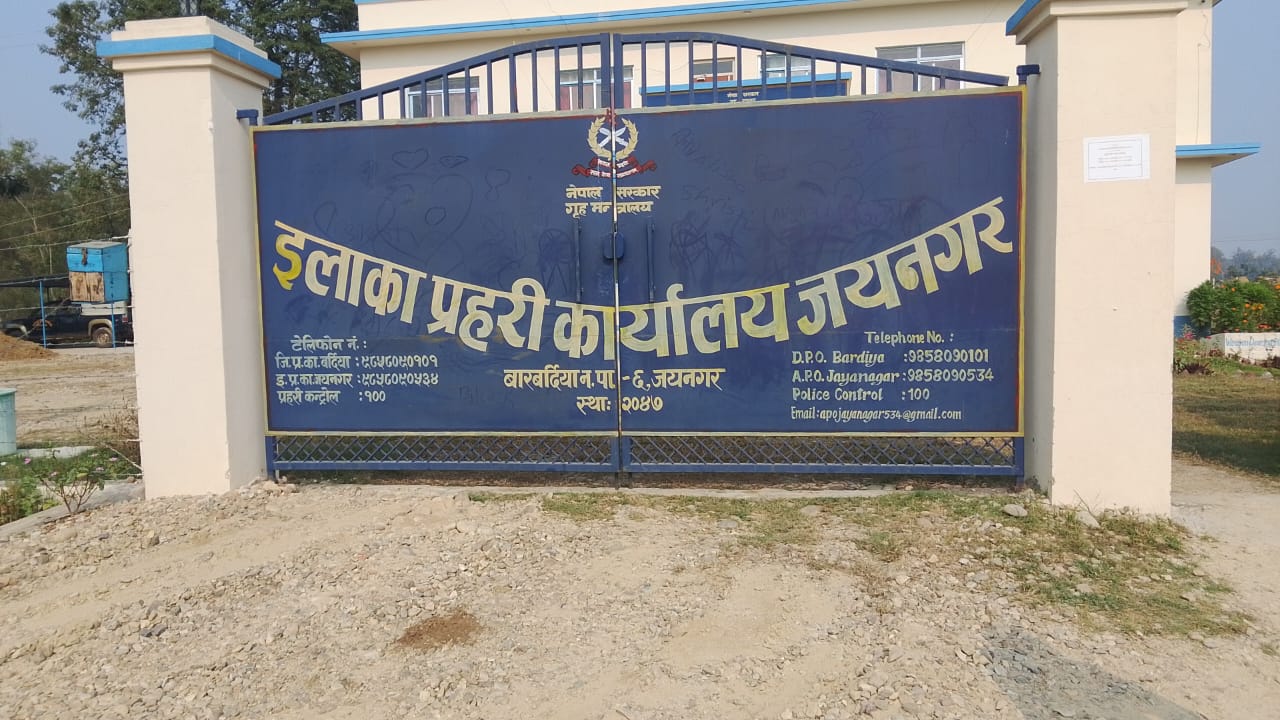 नेपाल सरकार
गृह मन्त्रालय
इलाका प्रहरी कार्यालय जयनगर
बारबर्दिया न.पा.-६, जयनगर
स्था: २०४७
टेलिफोन नं. :
जि.प्र.का.बर्दिया : ९८५८०९०१०१
इ.प्र.का.जयनगर : ९८५८०९०५३४
प्रहरी कन्ट्रोल : १००
Telephone No. :
D.P.O. Bardiya :9858090101
A.P.O. Jayanagar :9858090534
Police Control :100
Email:apojayanagar534@gmail.com